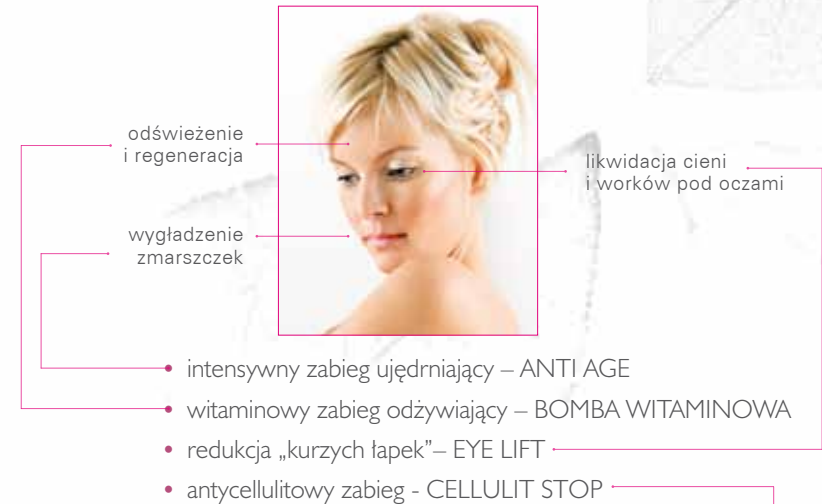 odświeżenie
i regeneracja
likwidacja cieni
i worków pod oczami
wygładzenie
zmarszczek
• intensywny zabieg ujędrniający – ANTI AGE
• witaminowy zabieg odżywiający – BOMBA WITAMINOWA
• redukcja „kurzych łapek”– EYE LIFT
• antycellulitowy zabieg - CELLULIT STOP